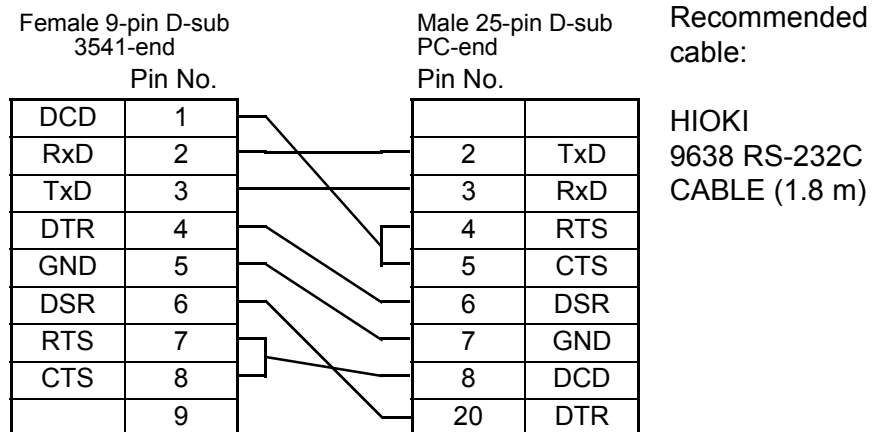 Female 9-pin D-sub
3541-end
Pin No.
Male 25-pin D-sub
PC-end
Pin No.
Recommended
cable:
HIOKI
9638 RS-232C
CABLE (1.8 m)
DCD 1
RxD 2 2 TxD
TxD 3 3 RxD
DTR 4 4 RTS
GND 5 5 CTS
DSR 6 6 DSR
RTS 7 7 GND
CTS 8 8 DCD
9 20 DTR